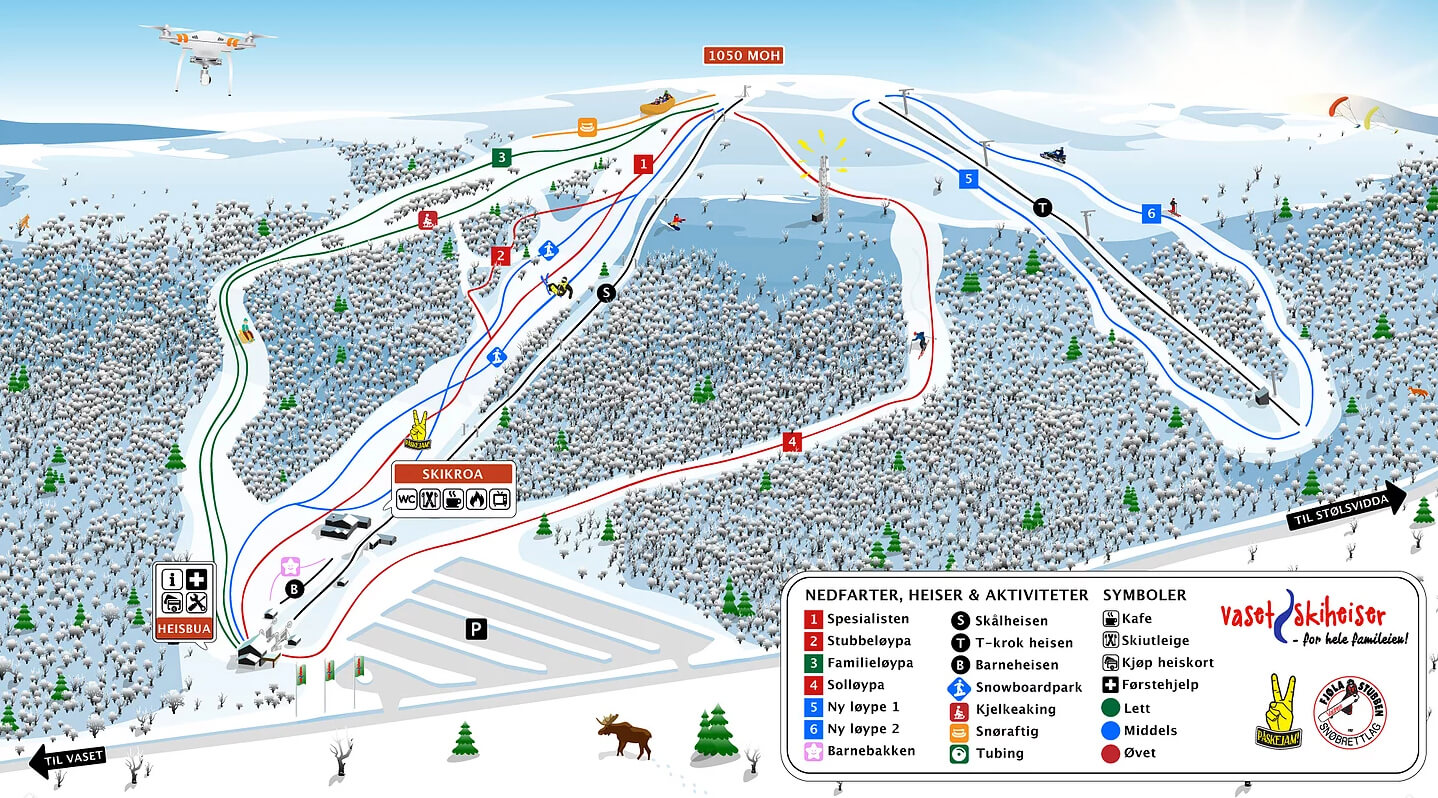 1050 MOH
3
1
2
5
6
T
S
4
PÅSKEJAM!
SKIKROA
WC
TIL STØLSVIDDA
B
HEISBUA
P
TIL VASET
NEDFARTER, HEISER & AKTIVITETER
1 Spesialisten
2 Stubbeløypa
3 Familieløypa
4 Solløypa
5 Ny løype 1
6 Ny løype 2
Barnebakken
S Skålheisen
T T-krok heisen
B Barneheisen
Snowboardpark
Kjelkeaking
Snøraftig
Tubing
SYMBOLER
Kafe
Skiutleige
Kjøp heiskort
Førstehjelp
Lett
Middels
Øvet
vaset skiheiser
- for hele famileien!
PÅSKEJAM!
FJØLA STUBBEN
SNØBRETTLAG